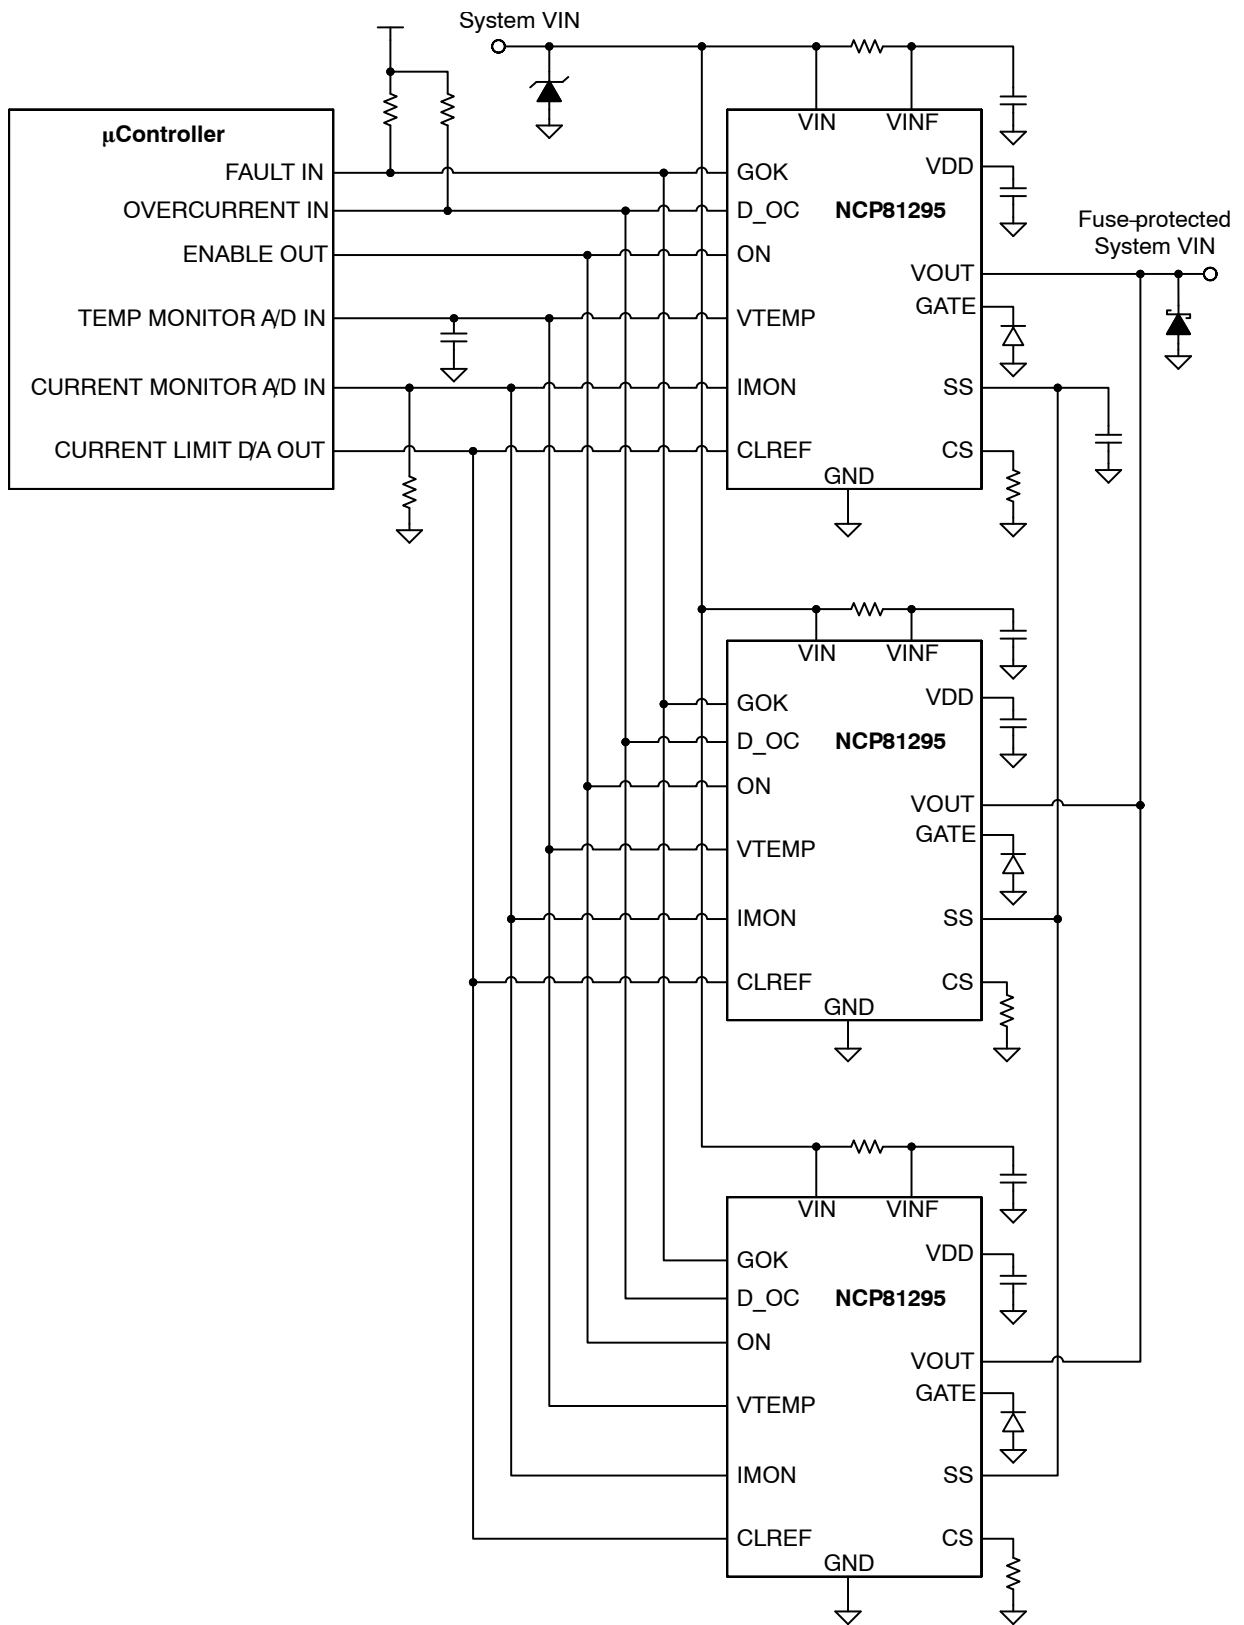 System VIN
μController
FAULT IN
OVERCURRENT IN
ENABLE OUT
TEMP MONITOR A/D IN
CURRENT MONITOR A/D IN
CURRENT LIMIT D/A OUT
VIN VINF
GOK
D_OC
ON
VTEMP
IMON
CLREF
NCP81295
GND
VDD
VOUT
GATE
SS
CS
Fuse-protected
System VIN
VIN VINF
GOK
D_OC
ON
VTEMP
IMON
CLREF
NCP81295
GND
VDD
VOUT
GATE
SS
CS
VIN VINF
GOK
D_OC
ON
VTEMP
IMON
CLREF
NCP81295
GND
VDD
VOUT
GATE
SS
CS